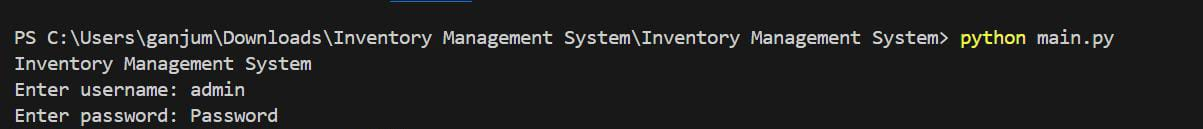 PS C:\Users\ganjum\Downloads\Inventory Management System\Inventory Management System> python main.py
Inventory Management System
Enter username: admin
Enter password: Password